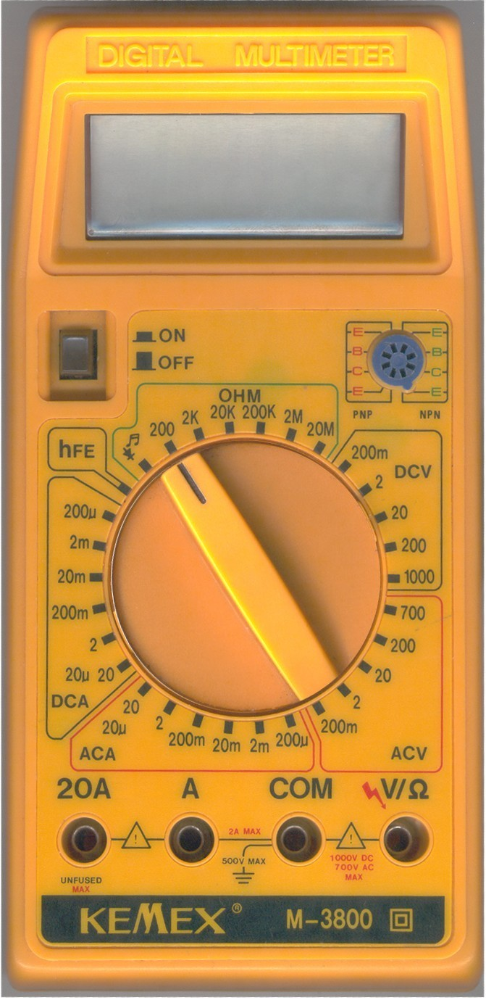 DIGITAL MULTIMETER
ON
OFF
E E
B B
C C
E E
PNP NPN
OHM
200 2K 20K 200K 2M 20M
hFE
200m
2
20
200
1000
DCV
200µ
2m
20m
200m
2
20µ 20
DCA
700
200
20
2
200m
ACV
20
20µ
2
200m
20m
2m
200µ
ACA
20A A COM V/Ω
2A MAX
500V MAX
1000V DC
700V AC
MAX
UNFUSED
MAX
KEMEX® M-3800